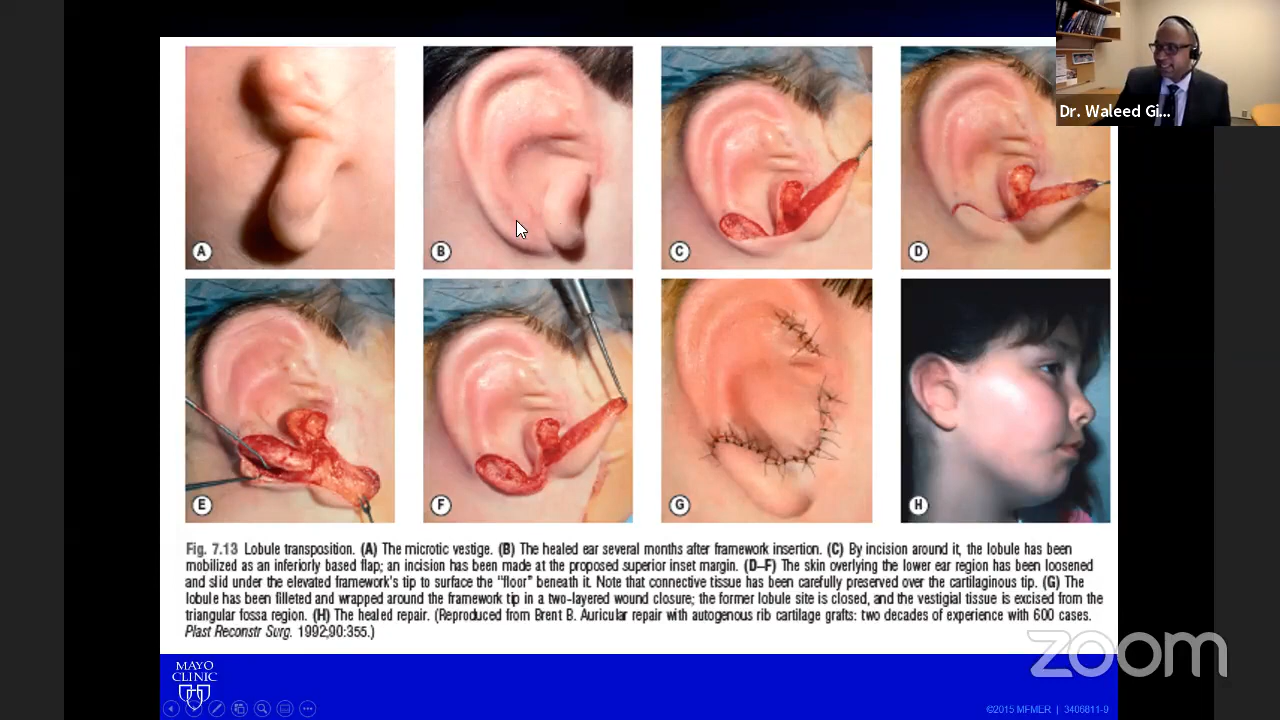 Dr. Waleed Gi...
A
B
C
D
E
F
G
H
Fig. 7.13 Lobule transposition. (A) The microtic vestige. (B) The healed ear several months after framework insertion. (C) By incision around it, the lobule has been
mobilized as an inferiorly based flap; an incision has been made at the proposed superior inset margin. (D–F) The skin overlying the lower ear region has been loosened
and slid under the elevated framework's tip to surface the "floor" beneath it. Note that connective tissue has been carefully preserved over the cartilaginous tip. (G) The
lobule has been filleted and wrapped around the framework tip in a two-layered wound closure; the former lobule site is closed, and the vestigial tissue is excised from the
triangular fossa region. (H) The healed repair. (Reproduced from Brent B. Auricular repair with autogenous rib cartilage grafts: two decades of experience with 600 cases.
Plast Reconstr Surg. 1992;90:355.)
zoom
MAYO
CLINIC
©2015 MFMER | 3406811-9